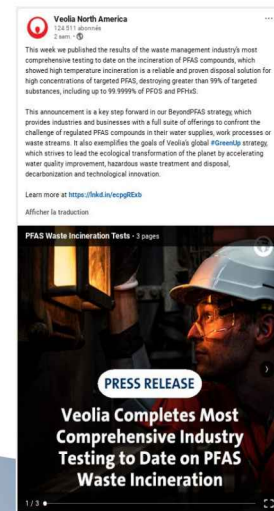 Veolia North America
124 511 abonnés
2 sem. •
This week we published the results of the waste management industry's most
comprehensive testing to date on the incineration of PFAS compounds, which
showed high temperature incineration is a reliable and proven disposal solution for
high concentrations of targeted PFAS, destroying greater than 99% of targeted
substances, including up to 99.9999% of PFOS and PFHxS.
This announcement is a key step forward in our BeyondPFAS strategy, which
provides industries and businesses with a full suite of offerings to confront the
challenge of regulated PFAS compounds in their water supplies, work processes or
waste streams. It also exemplifies the goals of Veolia's global #GreenUp strategy,
which strives to lead the ecological transformation of the planet by accelerating
water quality improvement, hazardous waste treatment and disposal,
decarbonization and technological innovation.
Learn more at https://lnkd.in/ecpgRExb
Afficher la traduction
PFAS Waste Incineration Tests • 3 pages
PRESS RELEASE
Veolia Completes Most
Comprehensive Industry
Testing to Date on PFAS
Waste Incineration
1 / 3